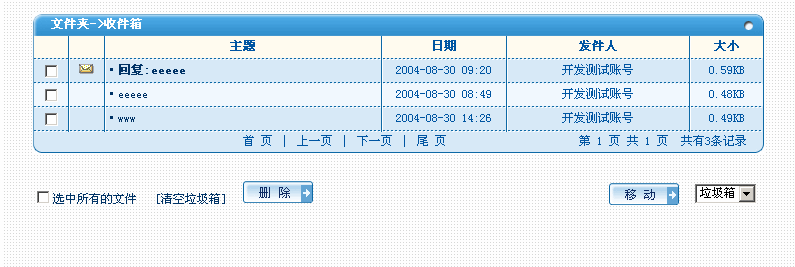 文件夹->收件箱
主题 日期 发件人 大小
·回复:eeeee 2004-08-30 09:20 开发测试账号 0.59KB
·eeeee 2004-08-30 08:49 开发测试账号 0.48KB
·www 2004-08-30 14:26 开发测试账号 0.49KB
首 页 | 上一页 | 下一页 | 尾 页 第 1 页 共 1 页 共有3条记录
选中所有的文件 [清空垃圾箱] 删 除 移 动 垃圾箱